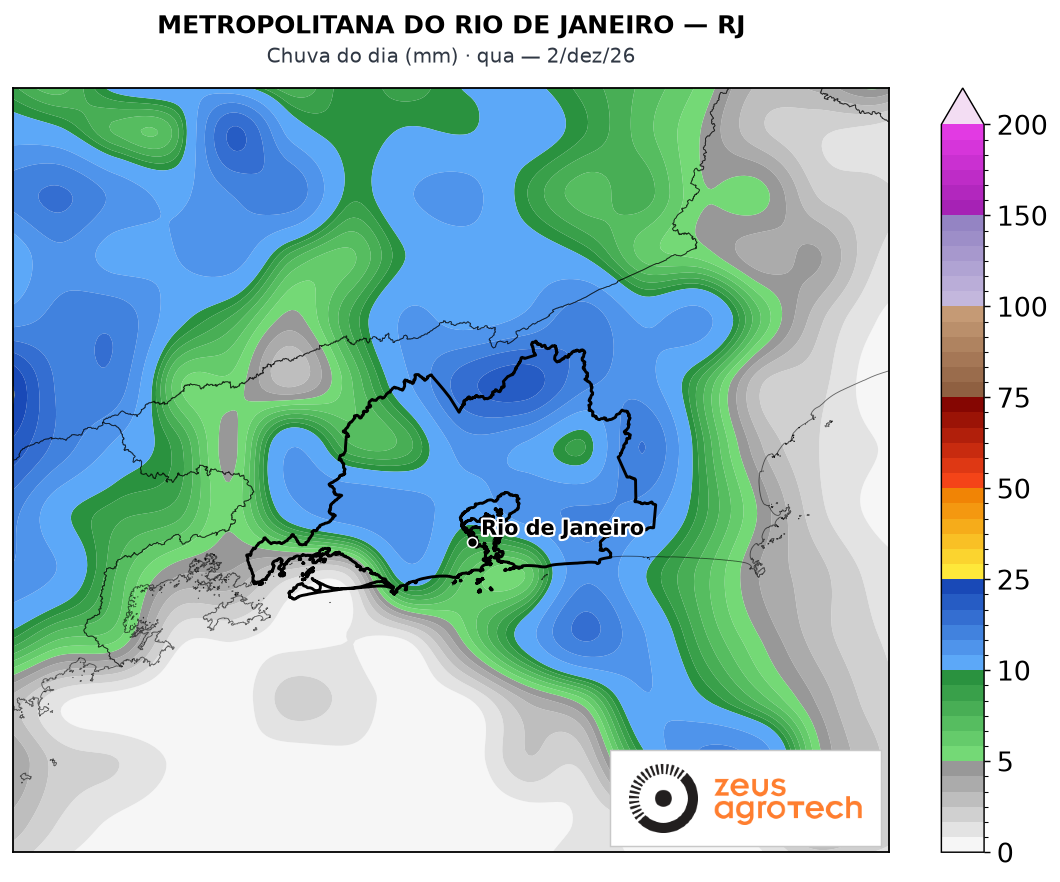 METROPOLITANA DO RIO DE JANEIRO — RJ
Chuva do dia (mm) · qua — 2/dez/26
200
150
100
75
50
25
10
5
0
Rio de Janeiro
zeus
agrotech